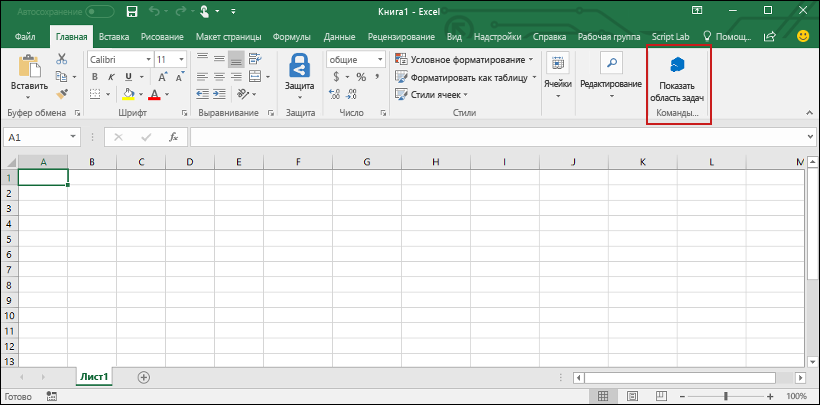 Автосохранение
Книга1 - Excel
Файл Главная Вставка Рисование Макет страницы Формулы Данные Рецензирование Вид Надстройки Справка Рабочая группа Script Lab Помощ...
Вставить
Буфер обмена
Calibri 11
Ж К Ч
Шрифт
Выравнивание
Защита
Защита
общие
$ % ,
Число
Условное форматирование
Форматировать как таблицу
Стили ячеек
Стили
Ячейки
Редактирование
Показать
область задач
Команды...
A1
fx
A B C D E F G H I J K L M
1
2
3
4
5
6
7
8
9
10
11
12
13
Лист1
Готово
100%